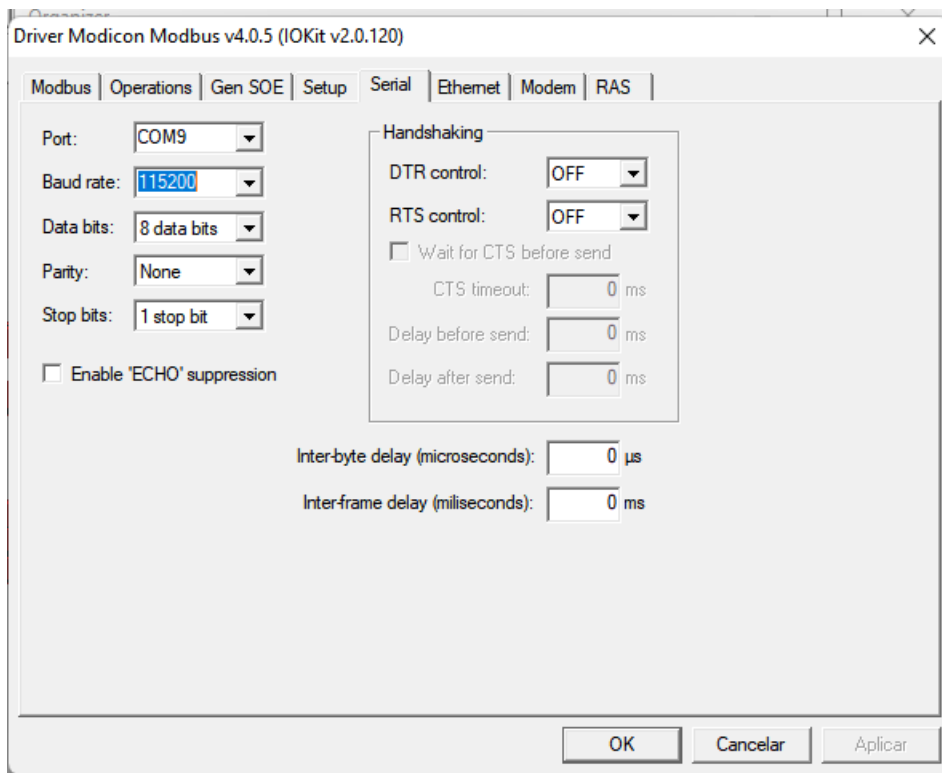 Organizer
Driver Modicon Modbus v4.0.5 (IOKit v2.0.120)
Modbus Operations Gen SOE Setup Serial Ethernet Modem RAS
Port: COM9
Baud rate: 115200
Data bits: 8 data bits
Parity: None
Stop bits: 1 stop bit
Enable 'ECHO' suppression
Handshaking
DTR control: OFF
RTS control: OFF
Wait for CTS before send
CTS timeout: 0 ms
Delay before send: 0 ms
Delay after send: 0 ms
Inter-byte delay (microseconds): 0 µs
Inter-frame delay (miliseconds): 0 ms
OK Cancelar Aplicar